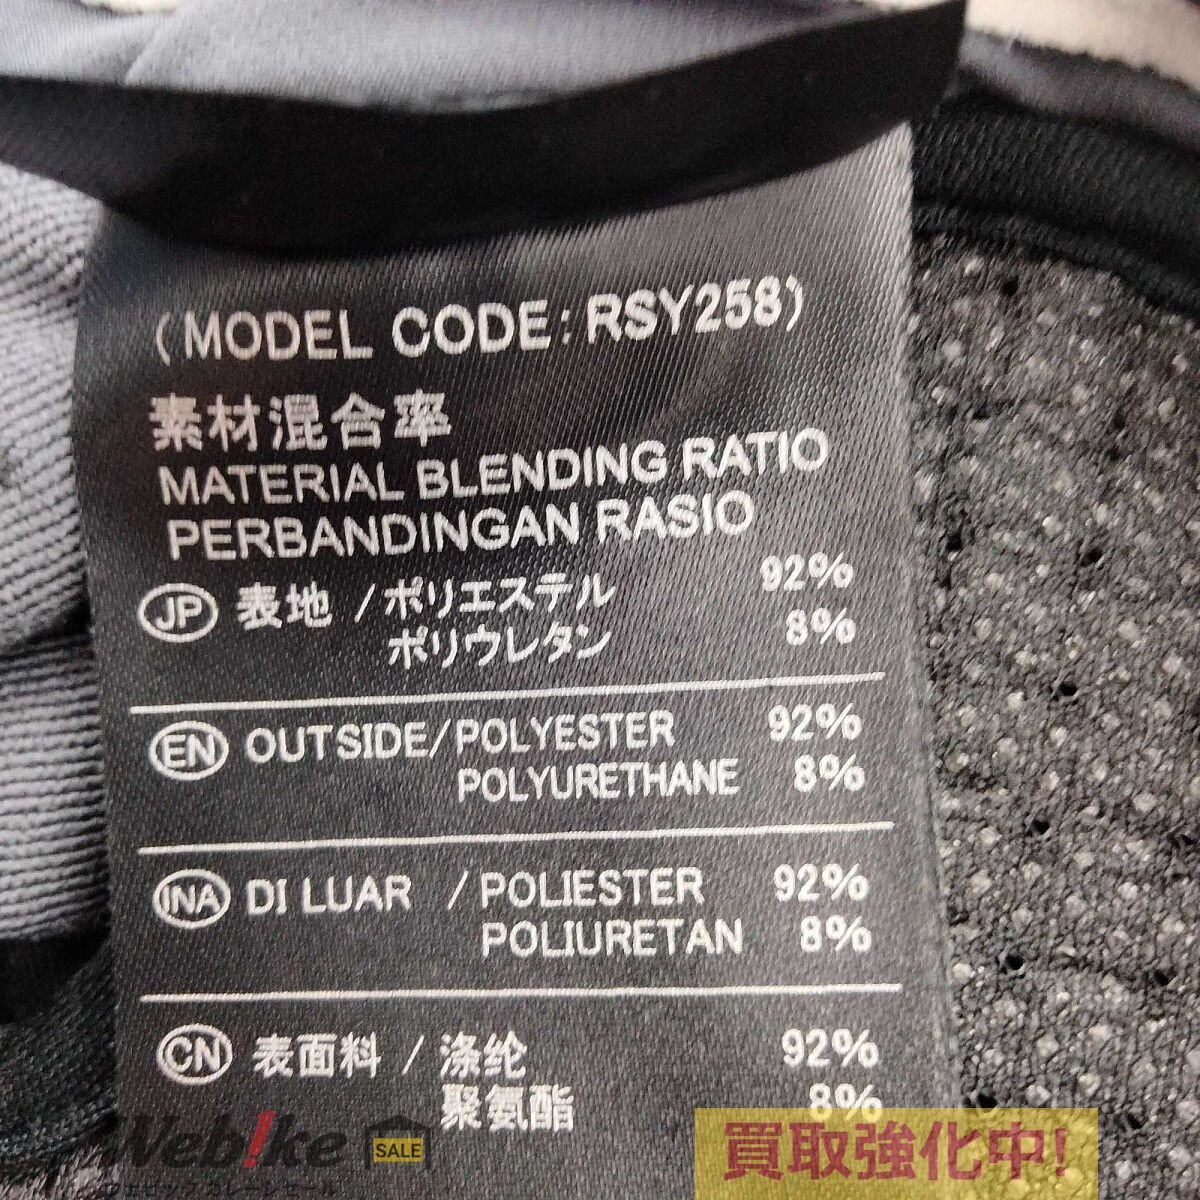 (MODEL CODE: RSY258)
素材混合率
MATERIAL BLENDING RATIO
PERBANDINGAN RASIO
JP 表地 / ポリエステル 92%
ポリウレタン 8%
EN OUTSIDE/POLYESTER 92%
POLYURETHANE 8%
INA DI LUAR / POLIESTER 92%
POLIURETAN 8%
CN 表面料 / 涤纶 92%
聚氨酯 8%
Web!ke SALE
買取強化中!